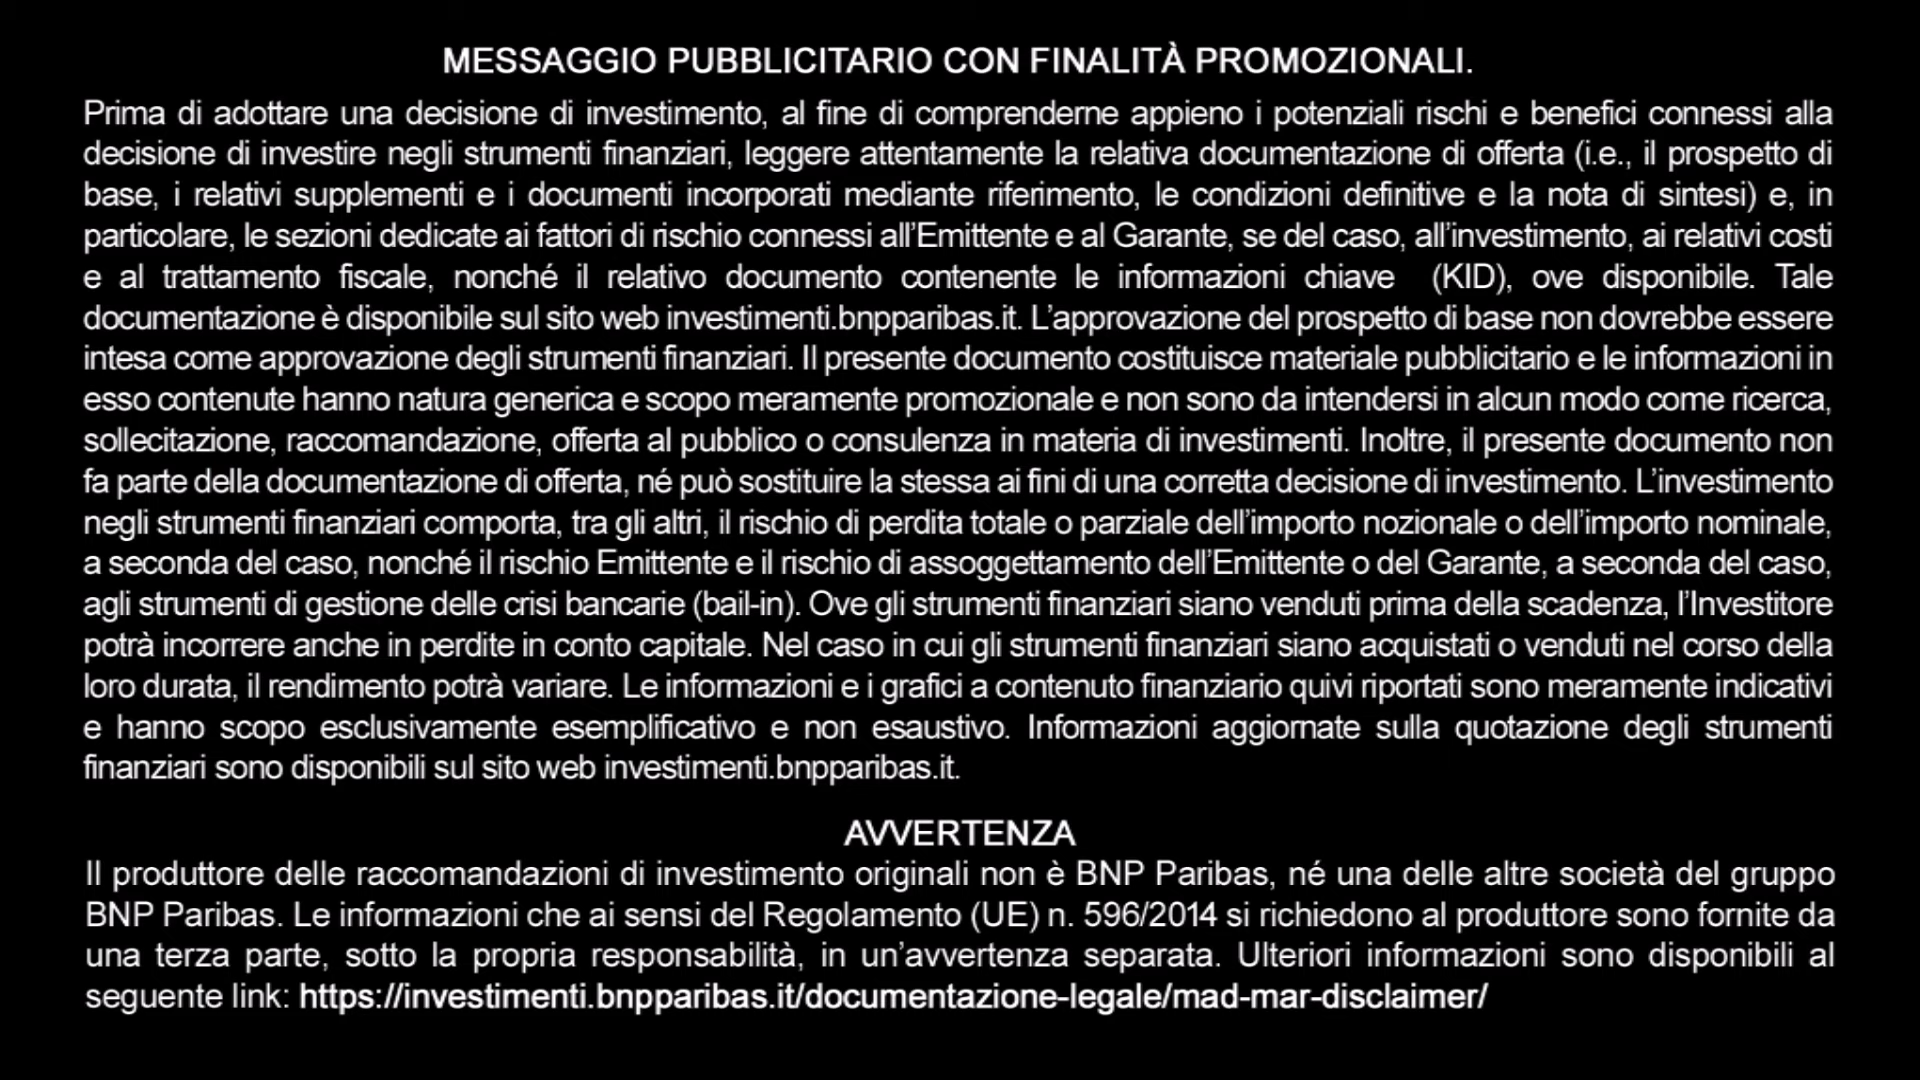 MESSAGGIO PUBBLICITARIO CON FINALITÀ PROMOZIONALI.
Prima di adottare una decisione di investimento, al fine di comprenderne appieno i potenziali rischi e benefici connessi alla
decisione di investire negli strumenti finanziari, leggere attentamente la relativa documentazione di offerta (i.e., il prospetto di
base, i relativi supplementi e i documenti incorporati mediante riferimento, le condizioni definitive e la nota di sintesi) e, in
particolare, le sezioni dedicate ai fattori di rischio connessi all’Emittente e al Garante, se del caso, all’investimento, ai relativi costi
e al trattamento fiscale, nonché il relativo documento contenente le informazioni chiave (KID), ove disponibile. Tale
documentazione è disponibile sul sito web investimenti.bnpparibas.it. L’approvazione del prospetto di base non dovrebbe essere
intesa come approvazione degli strumenti finanziari. Il presente documento costituisce materiale pubblicitario e le informazioni in
esso contenute hanno natura generica e scopo meramente promozionale e non sono da intendersi in alcun modo come ricerca,
sollecitazione, raccomandazione, offerta al pubblico o consulenza in materia di investimenti. Inoltre, il presente documento non
fa parte della documentazione di offerta, né può sostituire la stessa ai fini di una corretta decisione di investimento. L’investimento
negli strumenti finanziari comporta, tra gli altri, il rischio di perdita totale o parziale dell’importo nozionale o dell’importo nominale,
a seconda del caso, nonché il rischio Emittente e il rischio di assoggettamento dell’Emittente o del Garante, a seconda del caso,
agli strumenti di gestione delle crisi bancarie (bail-in). Ove gli strumenti finanziari siano venduti prima della scadenza, l’Investitore
potrà incorrere anche in perdite in conto capitale. Nel caso in cui gli strumenti finanziari siano acquistati o venduti nel corso della
loro durata, il rendimento potrà variare. Le informazioni e i grafici a contenuto finanziario quivi riportati sono meramente indicativi
e hanno scopo esclusivamente esemplificativo e non esaustivo. Informazioni aggiornate sulla quotazione degli strumenti
finanziari sono disponibili sul sito web investimenti.bnpparibas.it.
AVVERTENZA
Il produttore delle raccomandazioni di investimento originali non è BNP Paribas, né una delle altre società del gruppo
BNP Paribas. Le informazioni che ai sensi del Regolamento (UE) n. 596/2014 si richiedono al produttore sono fornite da
una terza parte, sotto la propria responsabilità, in un’avvertenza separata. Ulteriori informazioni sono disponibili al
seguente link: https://investimenti.bnpparibas.it/documentazione-legale/mad-mar-disclaimer/